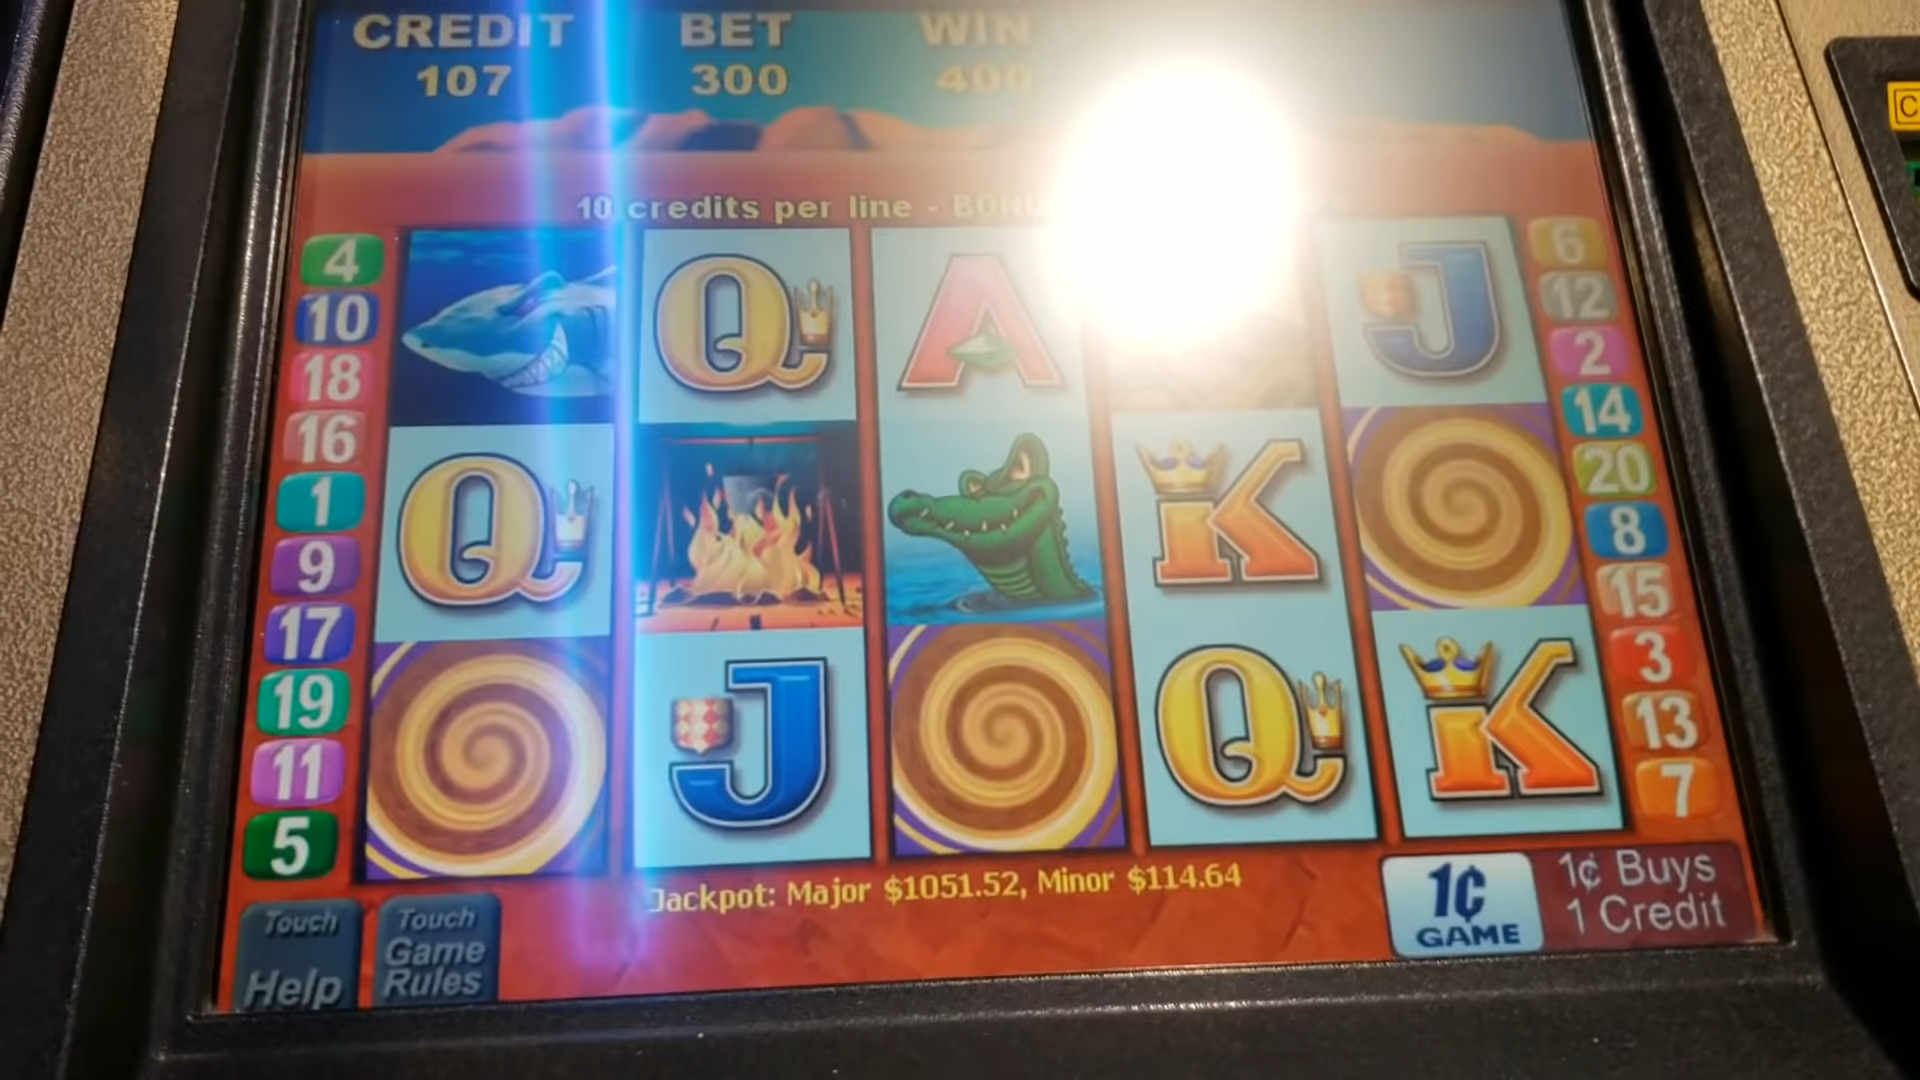 CREDIT BET WIN
107 300 400
10 credits per line -
4 Q A J 6
10 12
18 2
16 14
1 Q K 20
9 8
17 15
19 J Q K 3
11 13
5 7
Jackpot: Major $1051.52, Minor $114.64
1¢ GAME
1¢ Buys
1 Credit
Touch
Help
Touch
Game
Rules